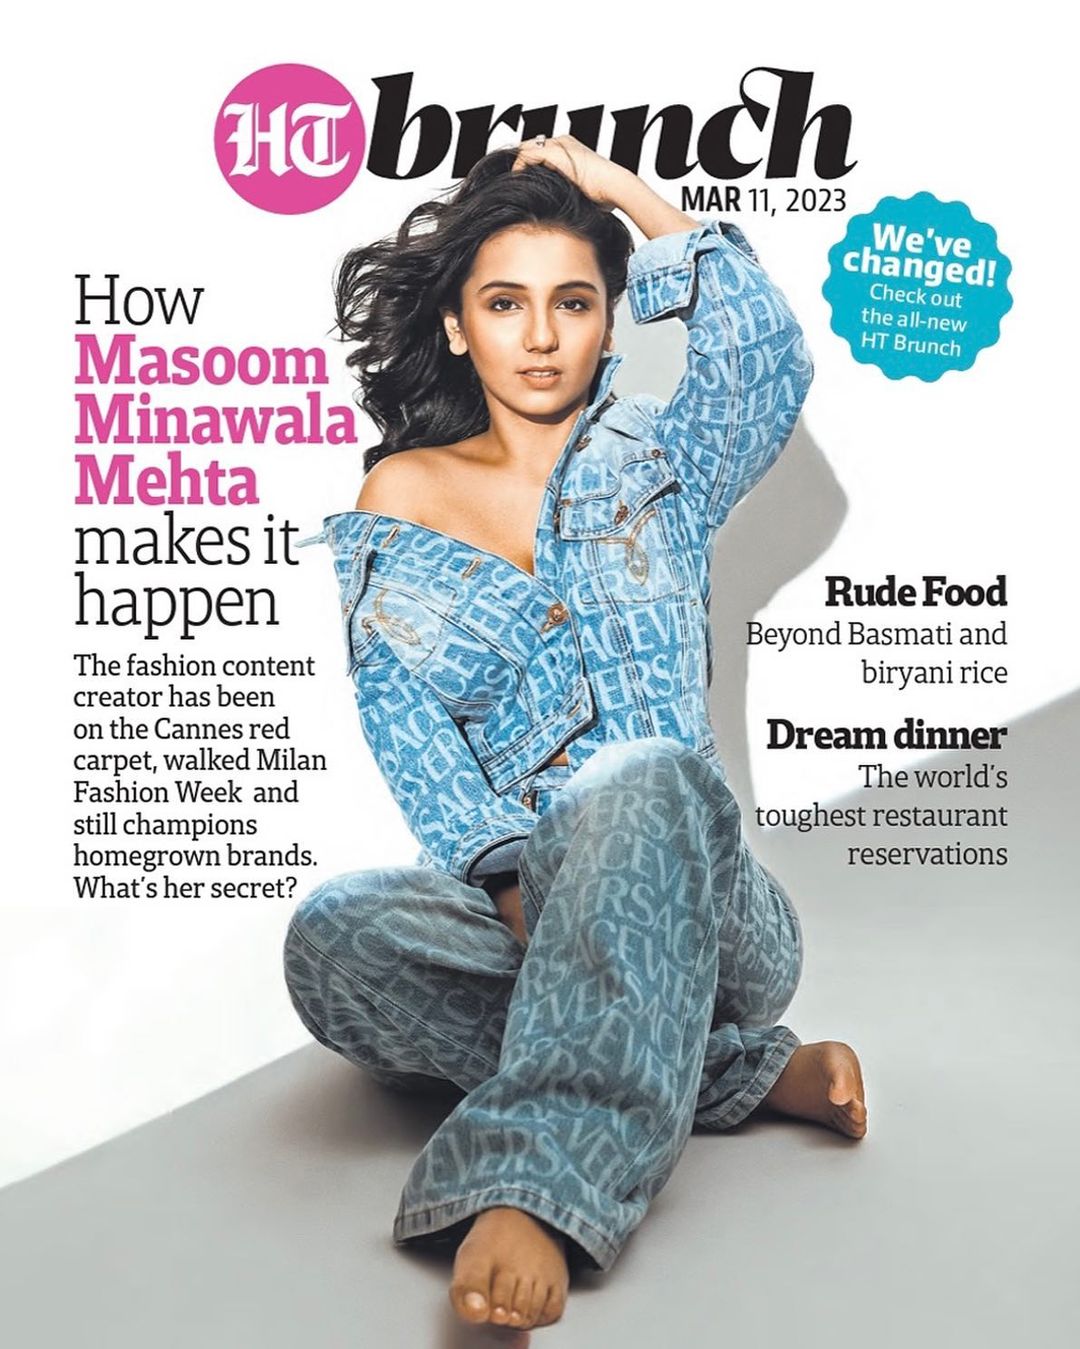 HT brunch
MAR 11, 2023
We've
changed!
Check out
the all-new
HT Brunch
How
Masoom
Minawala
Mehta
makes it
happen
The fashion content
creator has been
on the Cannes red
carpet, walked Milan
Fashion Week and
still champions
homegrown brands.
What's her secret?
Rude Food
Beyond Basmati and
biryani rice
Dream dinner
The world's
toughest restaurant
reservations
VERSACE